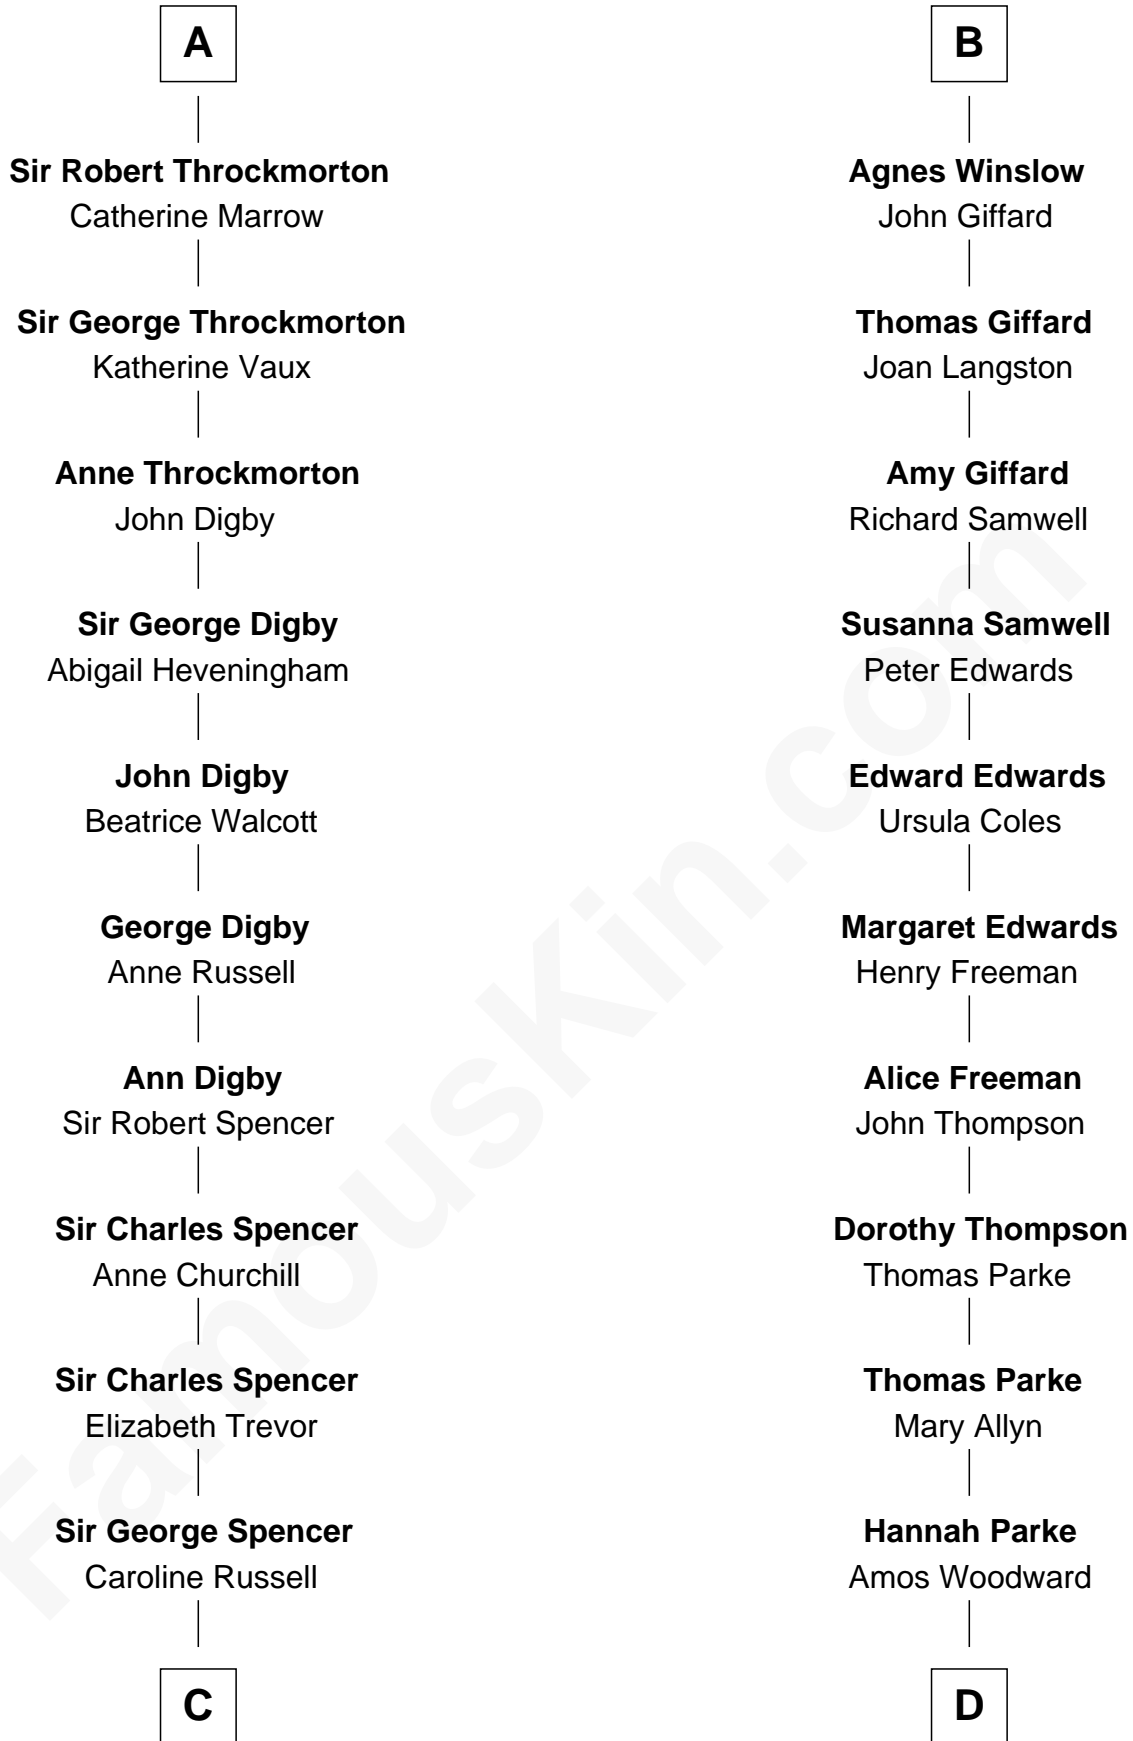 A
Sir Robert Throckmorton
Catherine Marrow
Sir George Throckmorton
Katherine Vaux
Anne Throckmorton
John Digby
Sir George Digby
Abigail Heveningham
John Digby
Beatrice Walcott
George Digby
Anne Russell
Ann Digby
Sir Robert Spencer
Sir Charles Spencer
Anne Churchill
Sir Charles Spencer
Elizabeth Trevor
Sir George Spencer
Caroline Russell
C
B
Agnes Winslow
John Giffard
Thomas Giffard
Joan Langston
Amy Giffard
Richard Samwell
Susanna Samwell
Peter Edwards
Edward Edwards
Ursula Coles
Margaret Edwards
Henry Freeman
Alice Freeman
John Thompson
Dorothy Thompson
Thomas Parke
Thomas Parke
Mary Allyn
Hannah Parke
Amos Woodward
D
FamousKin.com